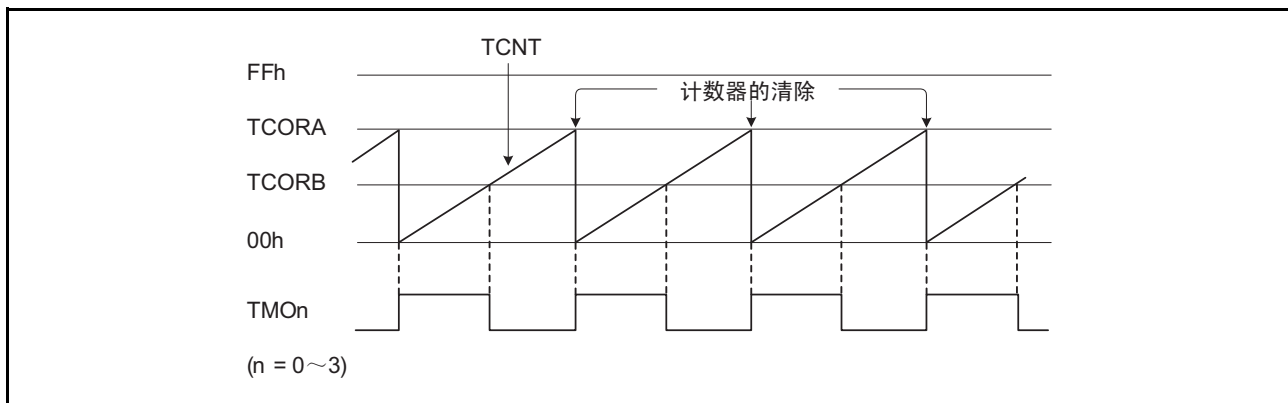 TCNT
FFh
计数器的清除
TCORA
TCORB
00h
TMOn
(n = 0～3)